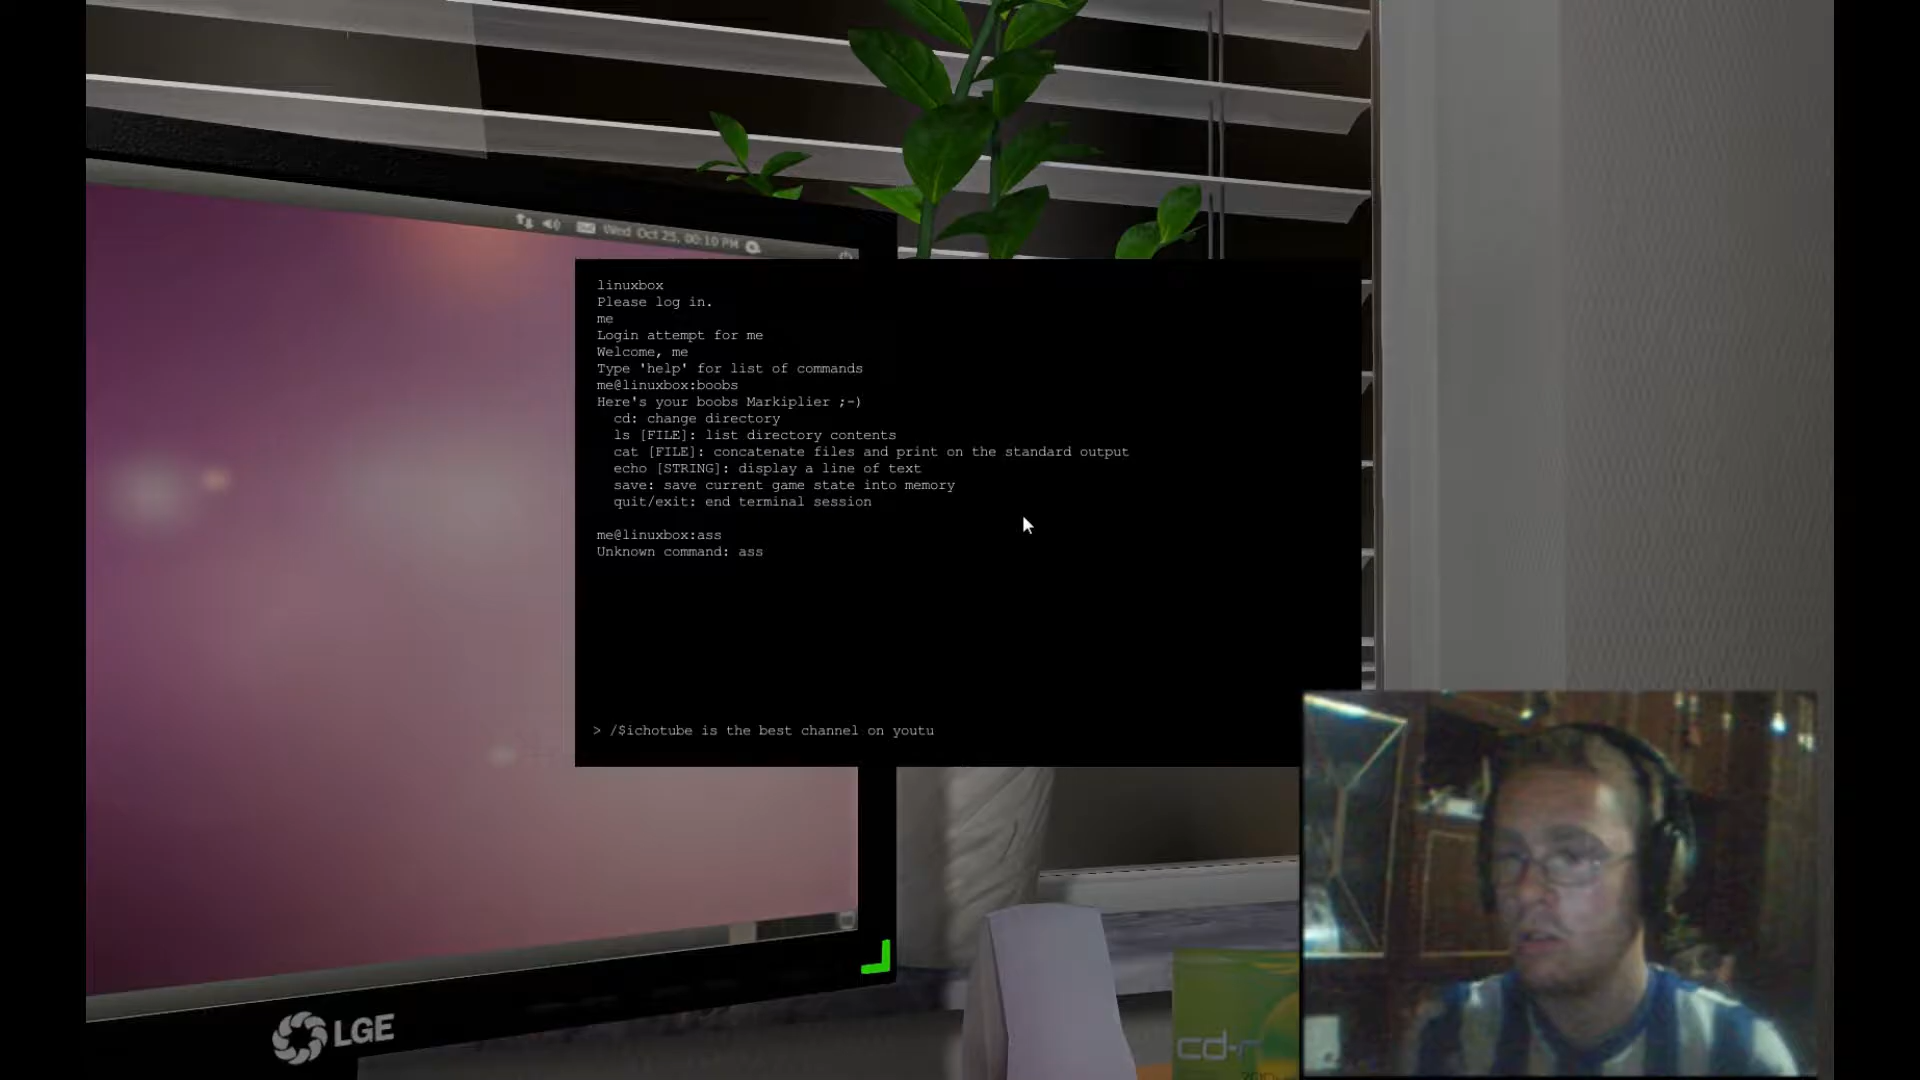 Wed Oct 25, 00:10 PM
linuxbox
Please log in.
me
Login attempt for me
Welcome, me
Type 'help' for list of commands
me@linuxbox:boobs
Here's your boobs Markiplier ;-)
cd: change directory
ls [FILE]: list directory contents
cat [FILE]: concatenate files and print on the standard output
echo [STRING]: display a line of text
save: save current game state into memory
quit/exit: end terminal session
me@linuxbox:ass
Unknown command: ass
> /$ichotube is the best channel on youtu
LGE